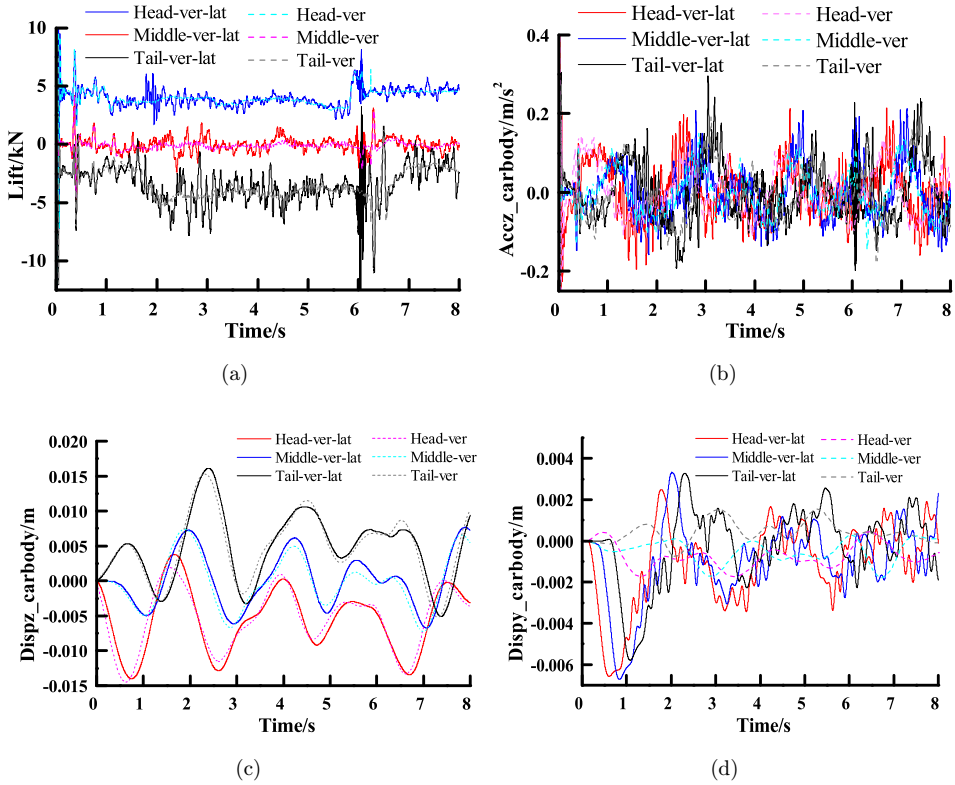 Head-ver-lat Head-ver
Middle-ver-lat Middle-ver
Tail-ver-lat Tail-ver
10
5
0
-5
-10
Lift/kN
0 1 2 3 4 5 6 7 8
Time/s
(a)
Head-ver-lat Head-ver
Middle-ver-lat Middle-ver
Tail-ver-lat Tail-ver
0.4
0.2
0.0
-0.2
Accz_carbody/m/s²
0 1 2 3 4 5 6 7 8
Time/s
(b)
Head-ver-lat Head-ver
Middle-ver-lat Middle-ver
Tail-ver-lat Tail-ver
0.020
0.015
0.010
0.005
0.000
-0.005
-0.010
-0.015
Dispz_carbody/m
0 1 2 3 4 5 6 7 8
Time/s
(c)
Head-ver-lat Head-ver
Middle-ver-lat Middle-ver
Tail-ver-lat Tail-ver
0.004
0.002
0.000
-0.002
-0.004
-0.006
Dispy_carbody/m
0 1 2 3 4 5 6 7 8
Time/s
(d)